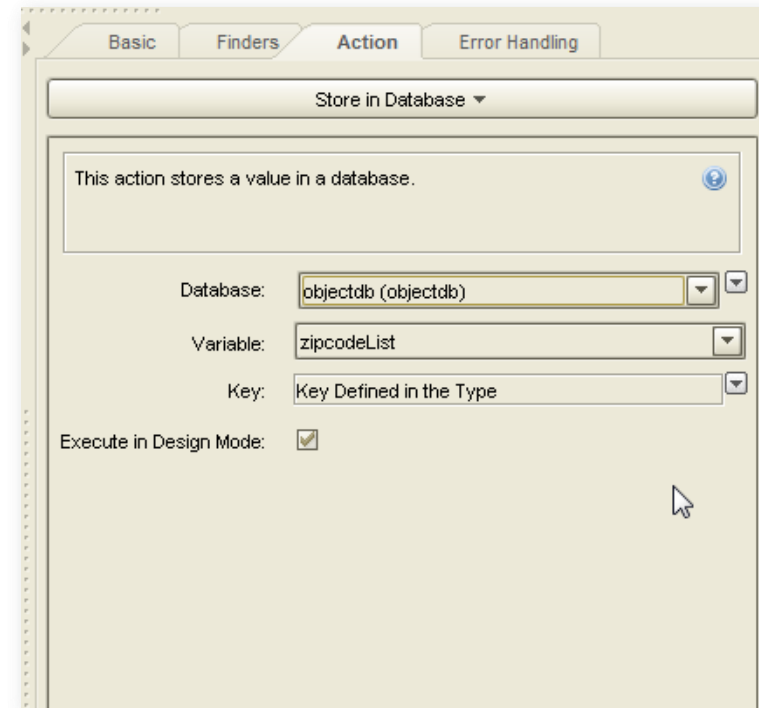 Basic Finders Action Error Handling
Store in Database
This action stores a value in a database.
Database: objectdb (objectdb)
Variable: zipcodeList
Key: Key Defined in the Type
Execute in Design Mode: